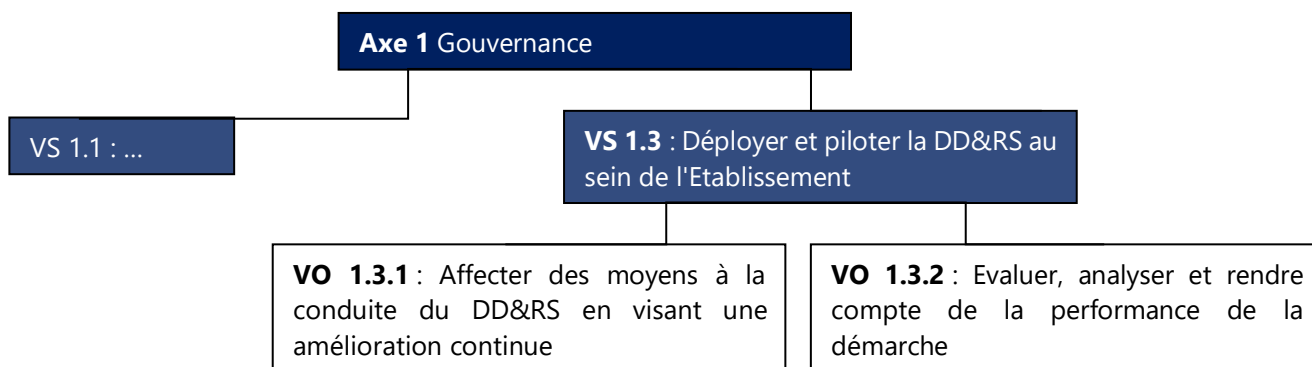 Axe 1 Gouvernance
VS 1.1 : ...
VS 1.3 : Déployer et piloter la DD&RS au
sein de l'Etablissement
VO 1.3.1 : Affecter des moyens à la
conduite du DD&RS en visant une
amélioration continue
VO 1.3.2 : Evaluer, analyser et rendre
compte de la performance de la
démarche